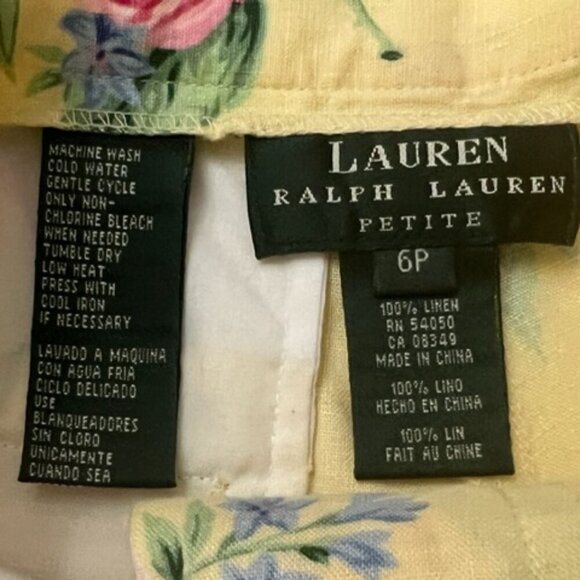 MACHINE WASH
COLD WATER
GENTLE CYCLE
ONLY NON-
CHLORINE BLEACH
WHEN NEEDED
TUMBLE DRY
LOW HEAT
PRESS WITH
COOL IRON
IF NECESSARY
LAVADO A MAQUINA
CON AGUA FRIA
CICLO DELICADO
USE
BLANQUEADORES
SIN CLORO
UNICAMENTE
CUANDO SEA
LAUREN
RALPH LAUREN
PETITE
6P
100% LINEN
RN 54050
CA 08349
MADE IN CHINA
100% LINO
HECHO EN CHINA
100% LIN
FAIT AU CHINE